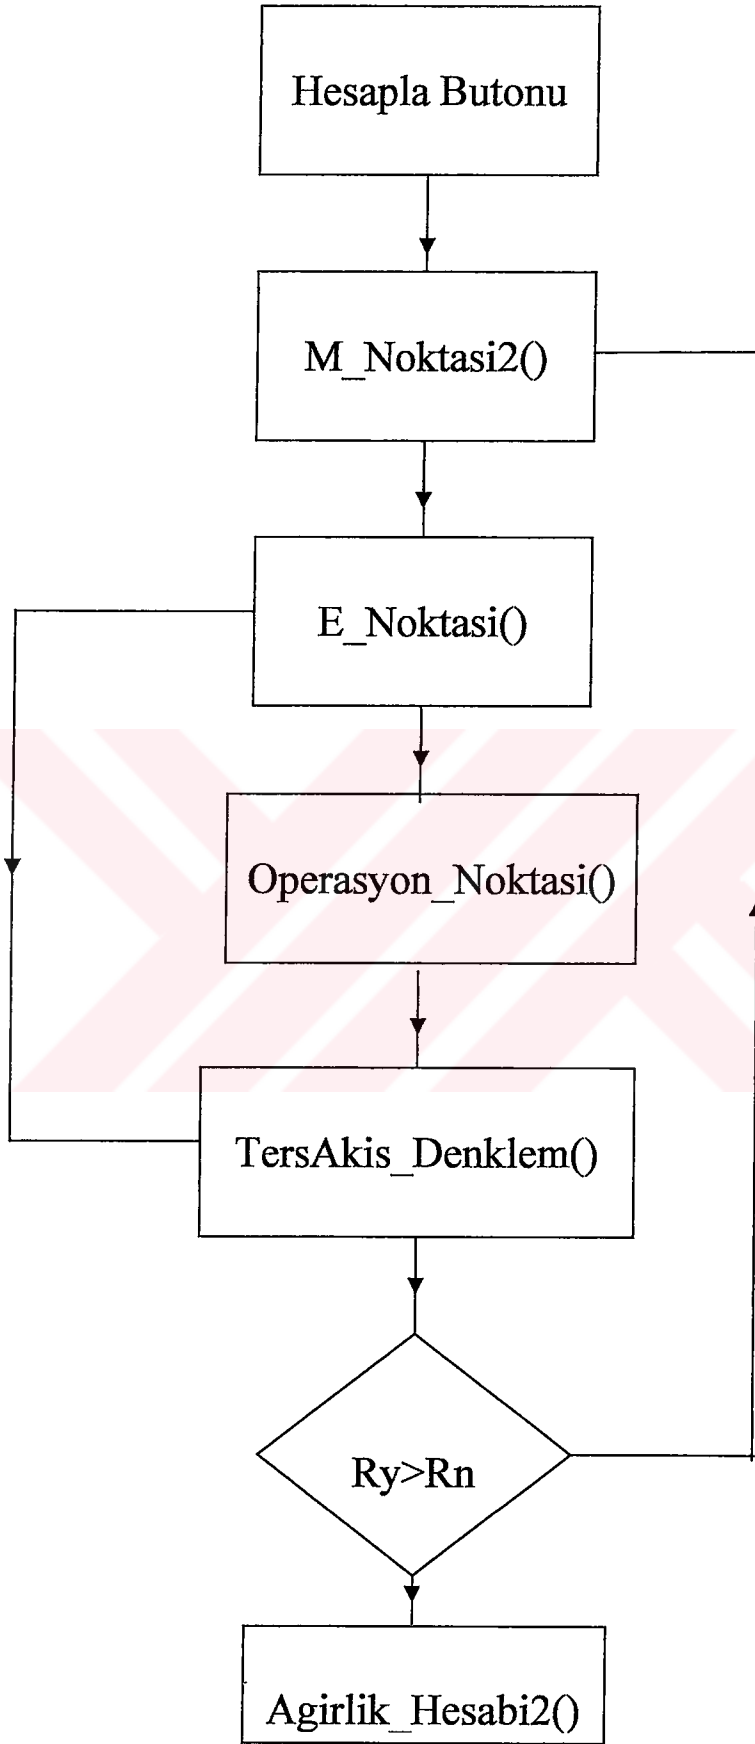 Hesapla Butonu
M_Noktasi2()
E_Noktasi()
Operasyon_Noktasi()
TersAkis_Denklem()
Ry>Rn
Agirlik_Hesabi2()